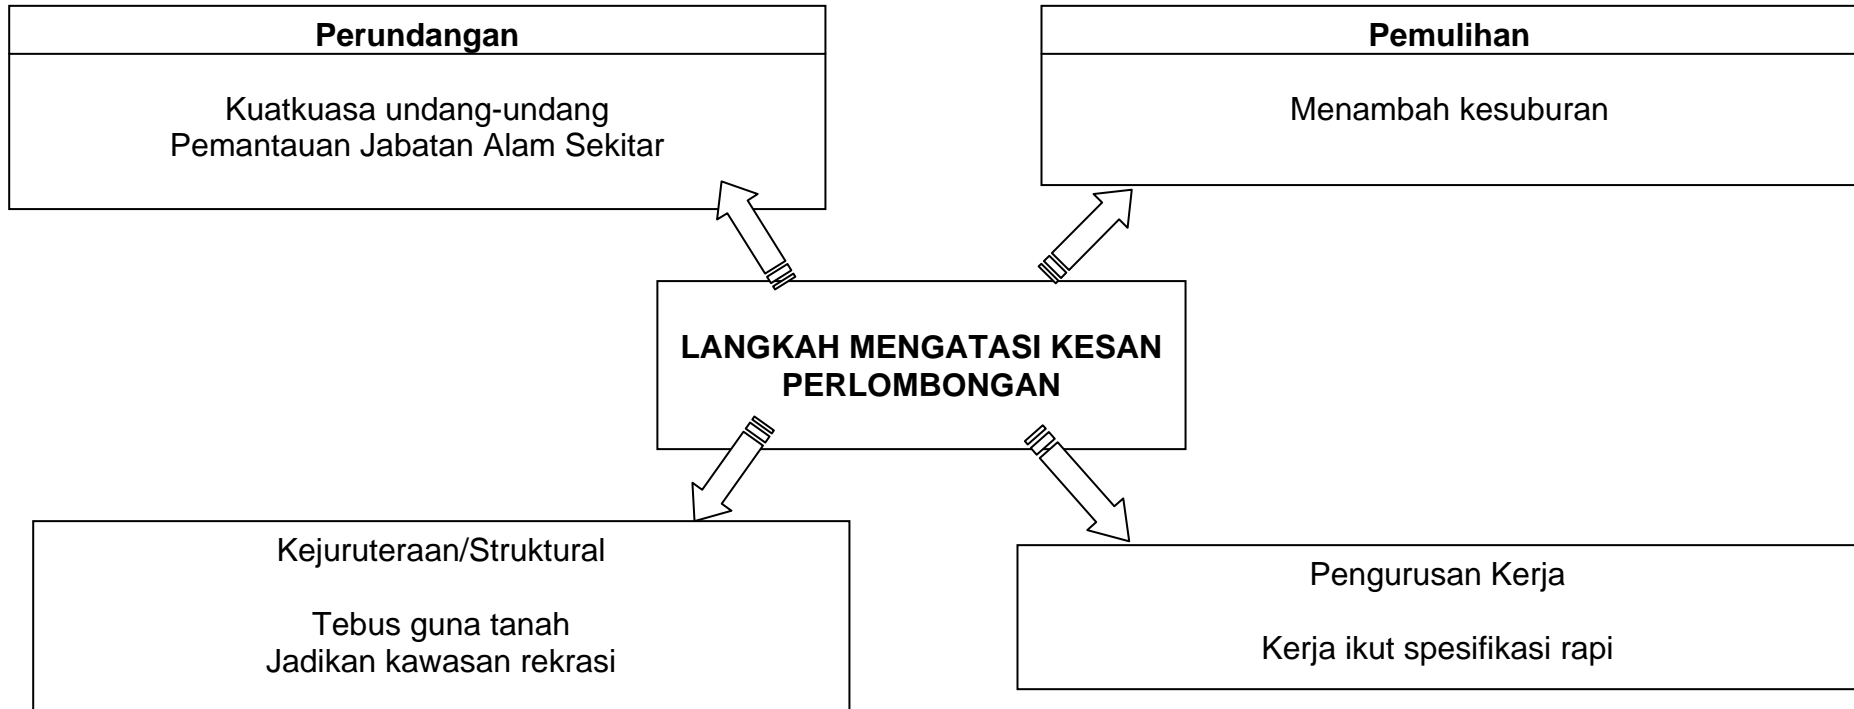 Perundangan
Kuatkuasa undang-undang
Pemantauan Jabatan Alam Sekitar
Pemulihan
Menambah kesuburan
LANGKAH MENGATASI KESAN
PERLOMBONGAN
Kejuruteraan/Struktural
Tebus guna tanah
Jadikan kawasan rekrasi
Pengurusan Kerja
Kerja ikut spesifikasi rapi